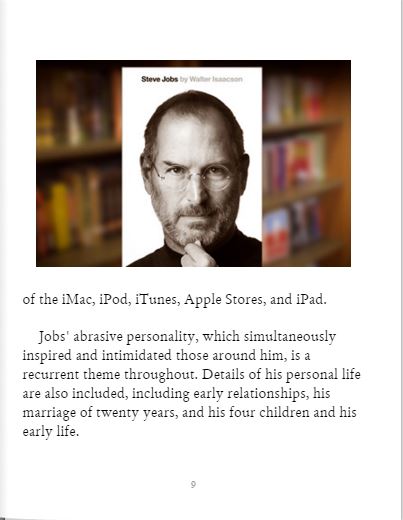 Steve Jobs by Walter Isaacson
of the iMac, iPod, iTunes, Apple Stores, and iPad.
Jobs' abrasive personality, which simultaneously
inspired and intimidated those around him, is a
recurrent theme throughout. Details of his personal life
are also included, including early relationships, his
marriage of twenty years, and his four children and his
early life.
9